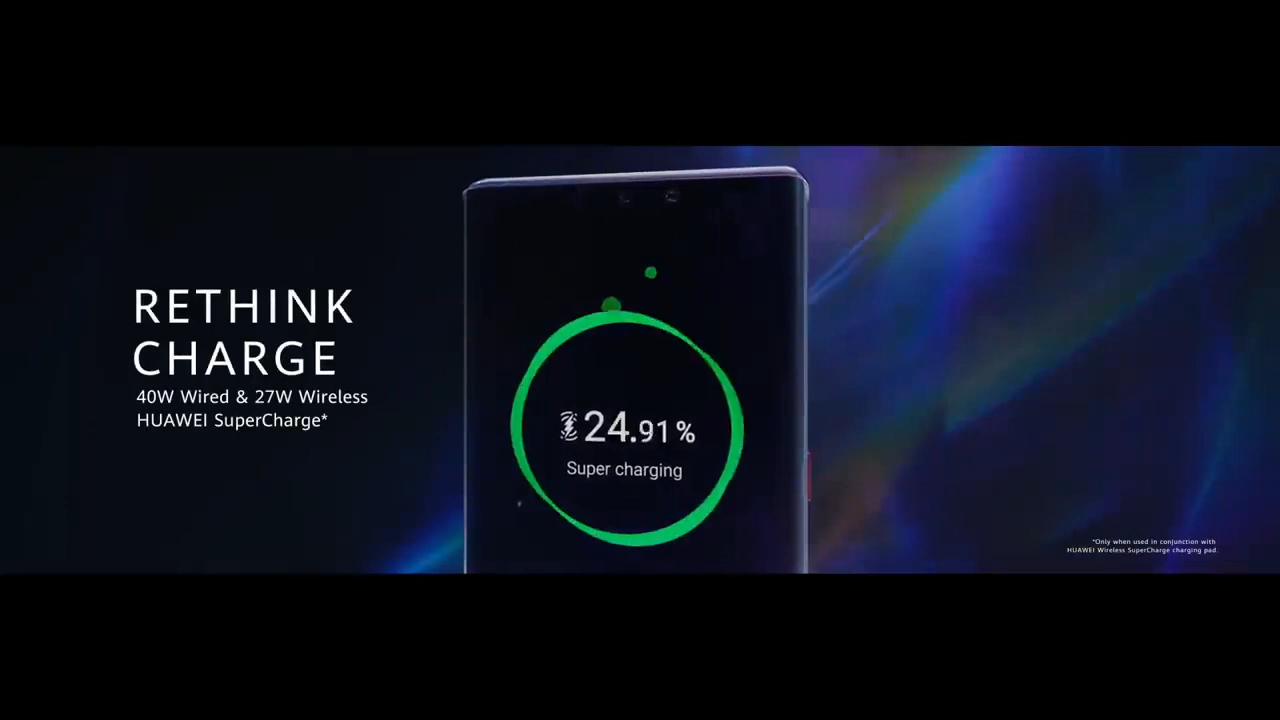 RETHINK
CHARGE
40W Wired & 27W Wireless
HUAWEI SuperCharge*
24.91%
Super charging
*Only when used in conjunction with
HUAWEI Wireless SuperCharge charging pad.